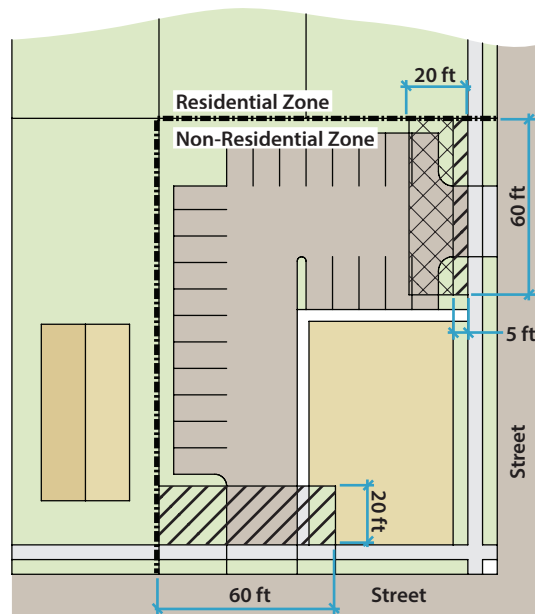 20 ft
Residential Zone
Non-Residential Zone
60 ft
5 ft
Street
20 ft
60 ft
Street